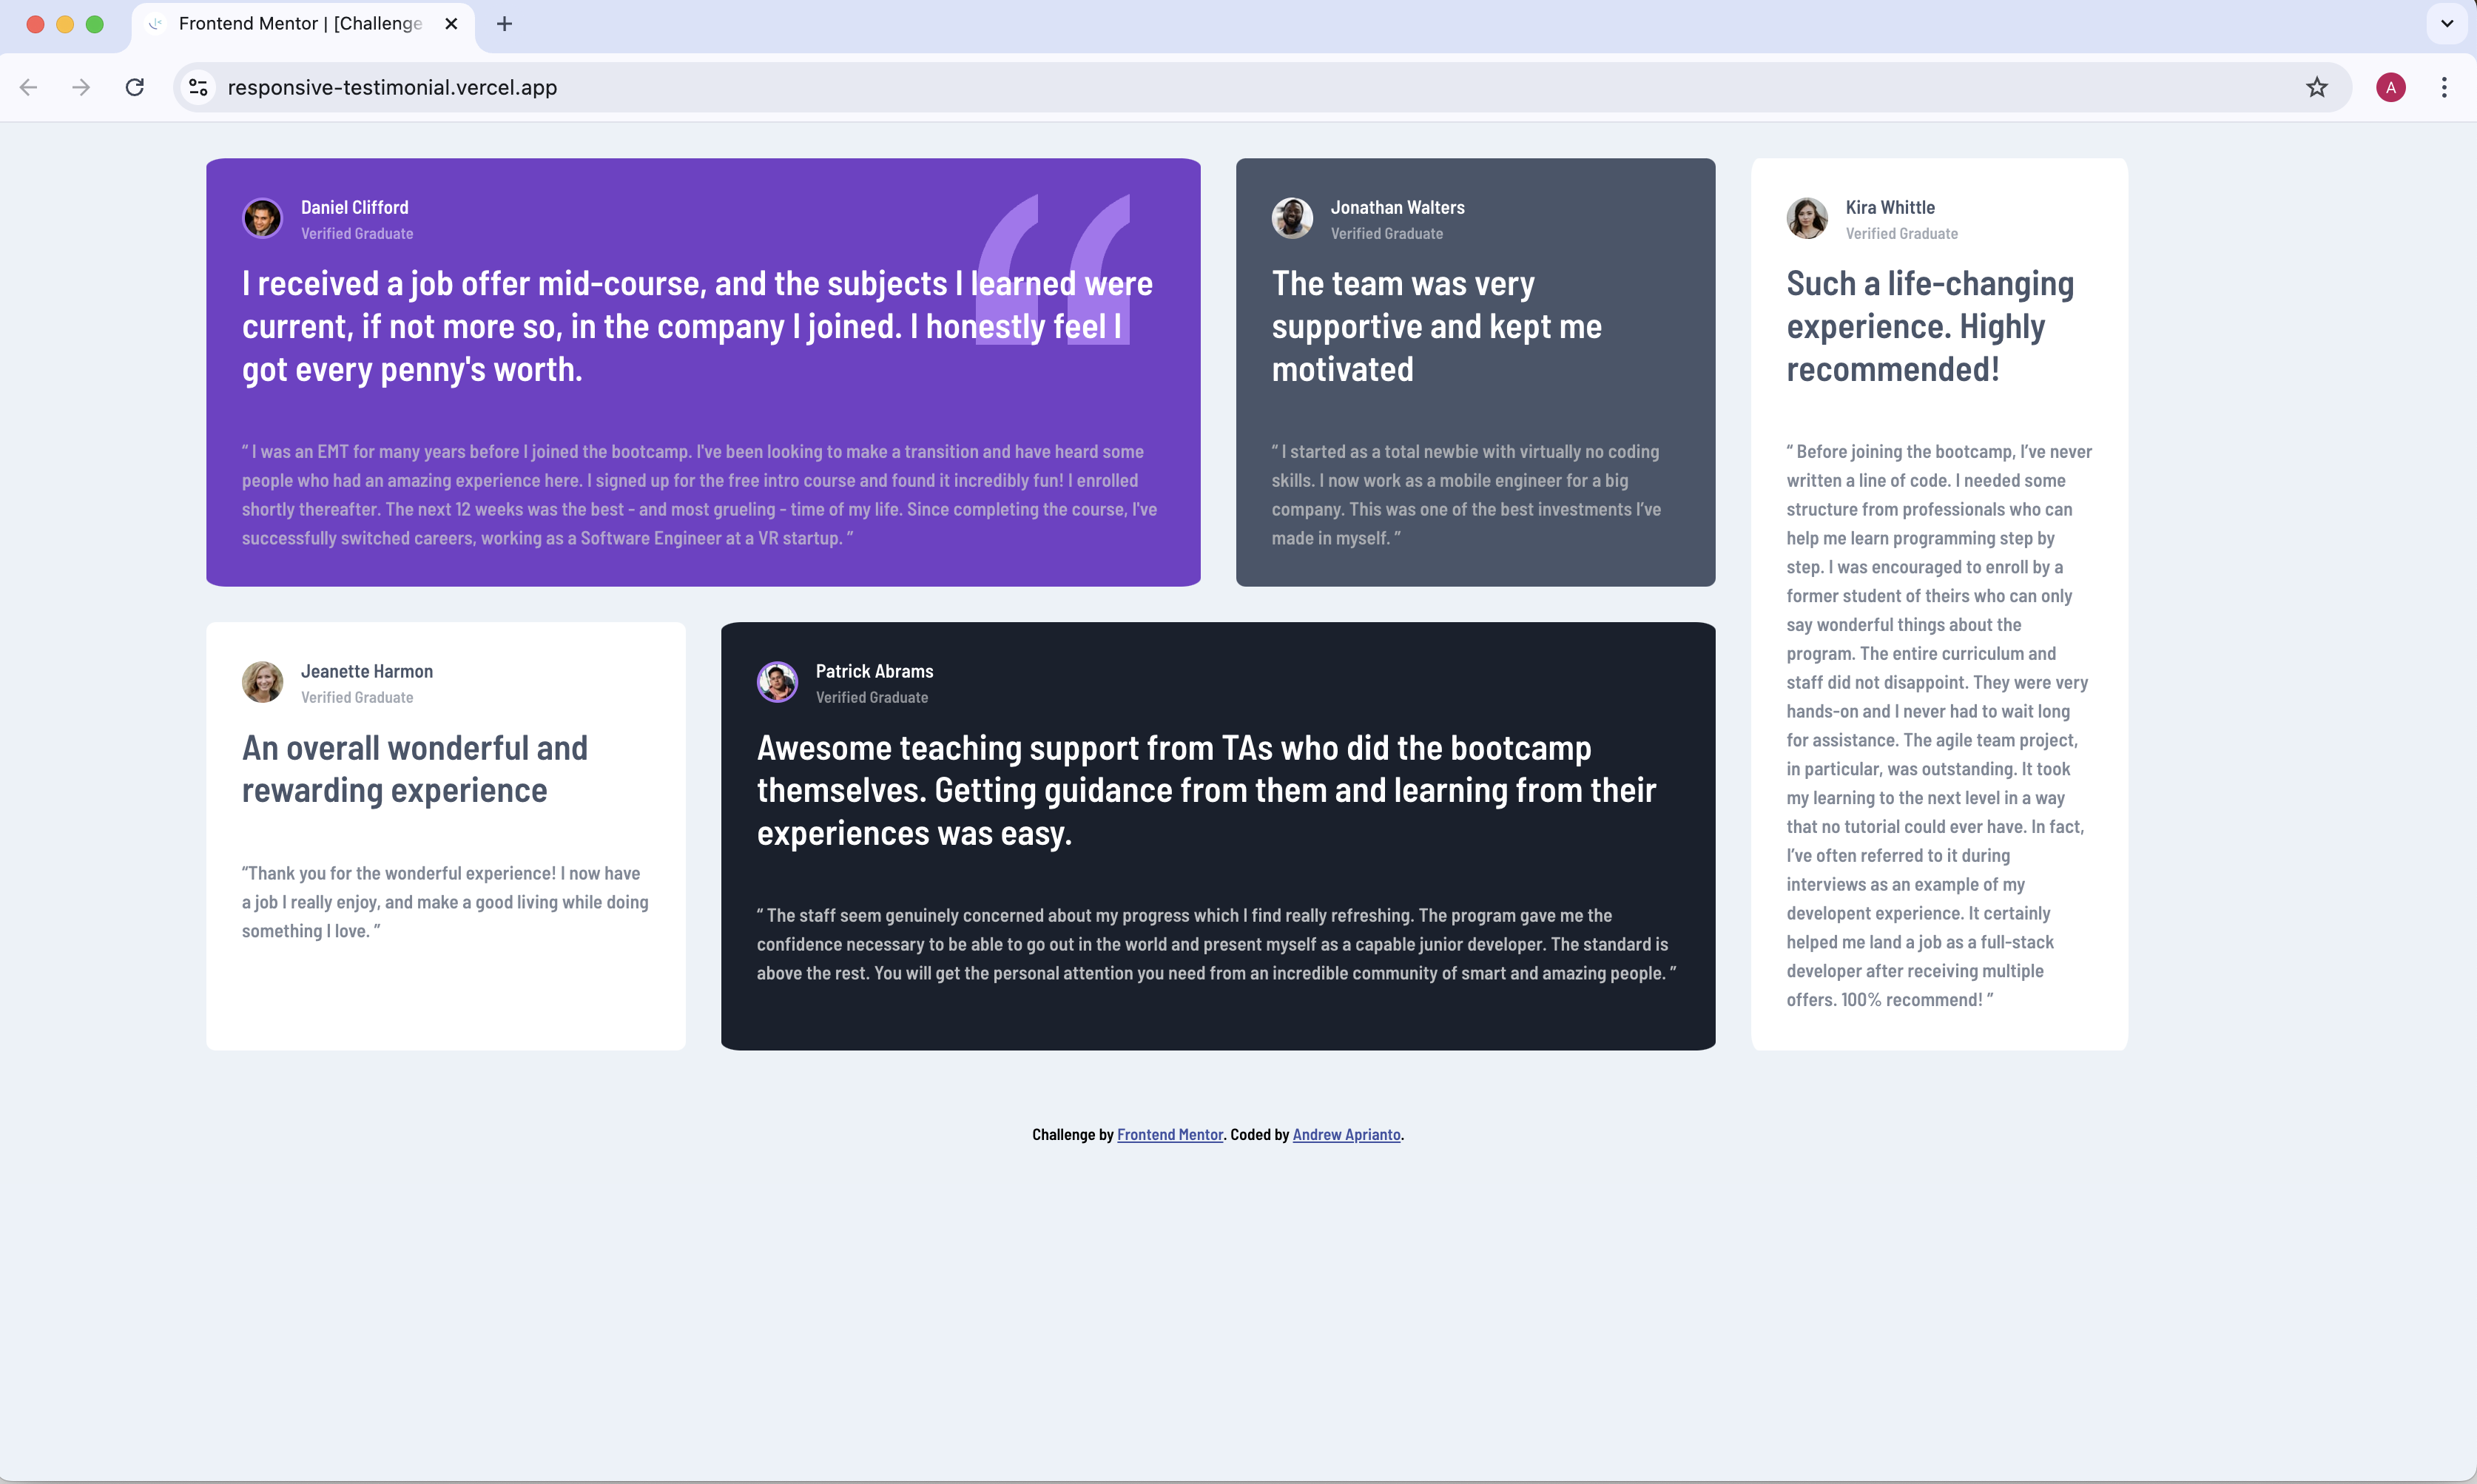 Frontend Mentor | [Challenge
responsive-testimonial.vercel.app
A
Daniel Clifford
Verified Graduate
I received a job offer mid-course, and the subjects I learned were
current, if not more so, in the company I joined. I honestly feel I
got every penny's worth.
“ I was an EMT for many years before I joined the bootcamp. I've been looking to make a transition and have heard some
people who had an amazing experience here. I signed up for the free intro course and found it incredibly fun! I enrolled
shortly thereafter. The next 12 weeks was the best - and most grueling - time of my life. Since completing the course, I've
successfully switched careers, working as a Software Engineer at a VR startup. ”
Jonathan Walters
Verified Graduate
The team was very
supportive and kept me
motivated
“ I started as a total newbie with virtually no coding
skills. I now work as a mobile engineer for a big
company. This was one of the best investments I’ve
made in myself. ”
Kira Whittle
Verified Graduate
Such a life-changing
experience. Highly
recommended!
“ Before joining the bootcamp, I’ve never
written a line of code. I needed some
structure from professionals who can
help me learn programming step by
step. I was encouraged to enroll by a
former student of theirs who can only
say wonderful things about the
program. The entire curriculum and
staff did not disappoint. They were very
hands-on and I never had to wait long
for assistance. The agile team project,
in particular, was outstanding. It took
my learning to the next level in a way
that no tutorial could ever have. In fact,
I’ve often referred to it during
interviews as an example of my
developent experience. It certainly
helped me land a job as a full-stack
developer after receiving multiple
offers. 100% recommend! ”
Jeanette Harmon
Verified Graduate
An overall wonderful and
rewarding experience
“Thank you for the wonderful experience! I now have
a job I really enjoy, and make a good living while doing
something I love. ”
Patrick Abrams
Verified Graduate
Awesome teaching support from TAs who did the bootcamp
themselves. Getting guidance from them and learning from their
experiences was easy.
“ The staff seem genuinely concerned about my progress which I find really refreshing. The program gave me the
confidence necessary to be able to go out in the world and present myself as a capable junior developer. The standard is
above the rest. You will get the personal attention you need from an incredible community of smart and amazing people. ”
Challenge by Frontend Mentor. Coded by Andrew Aprianto.